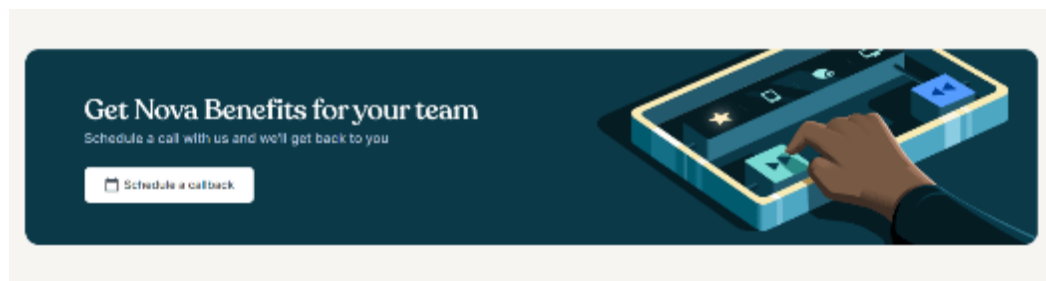 Get Nova Benefits for your team
Schedule a call with us and we'll get back to you
Schedule a callback